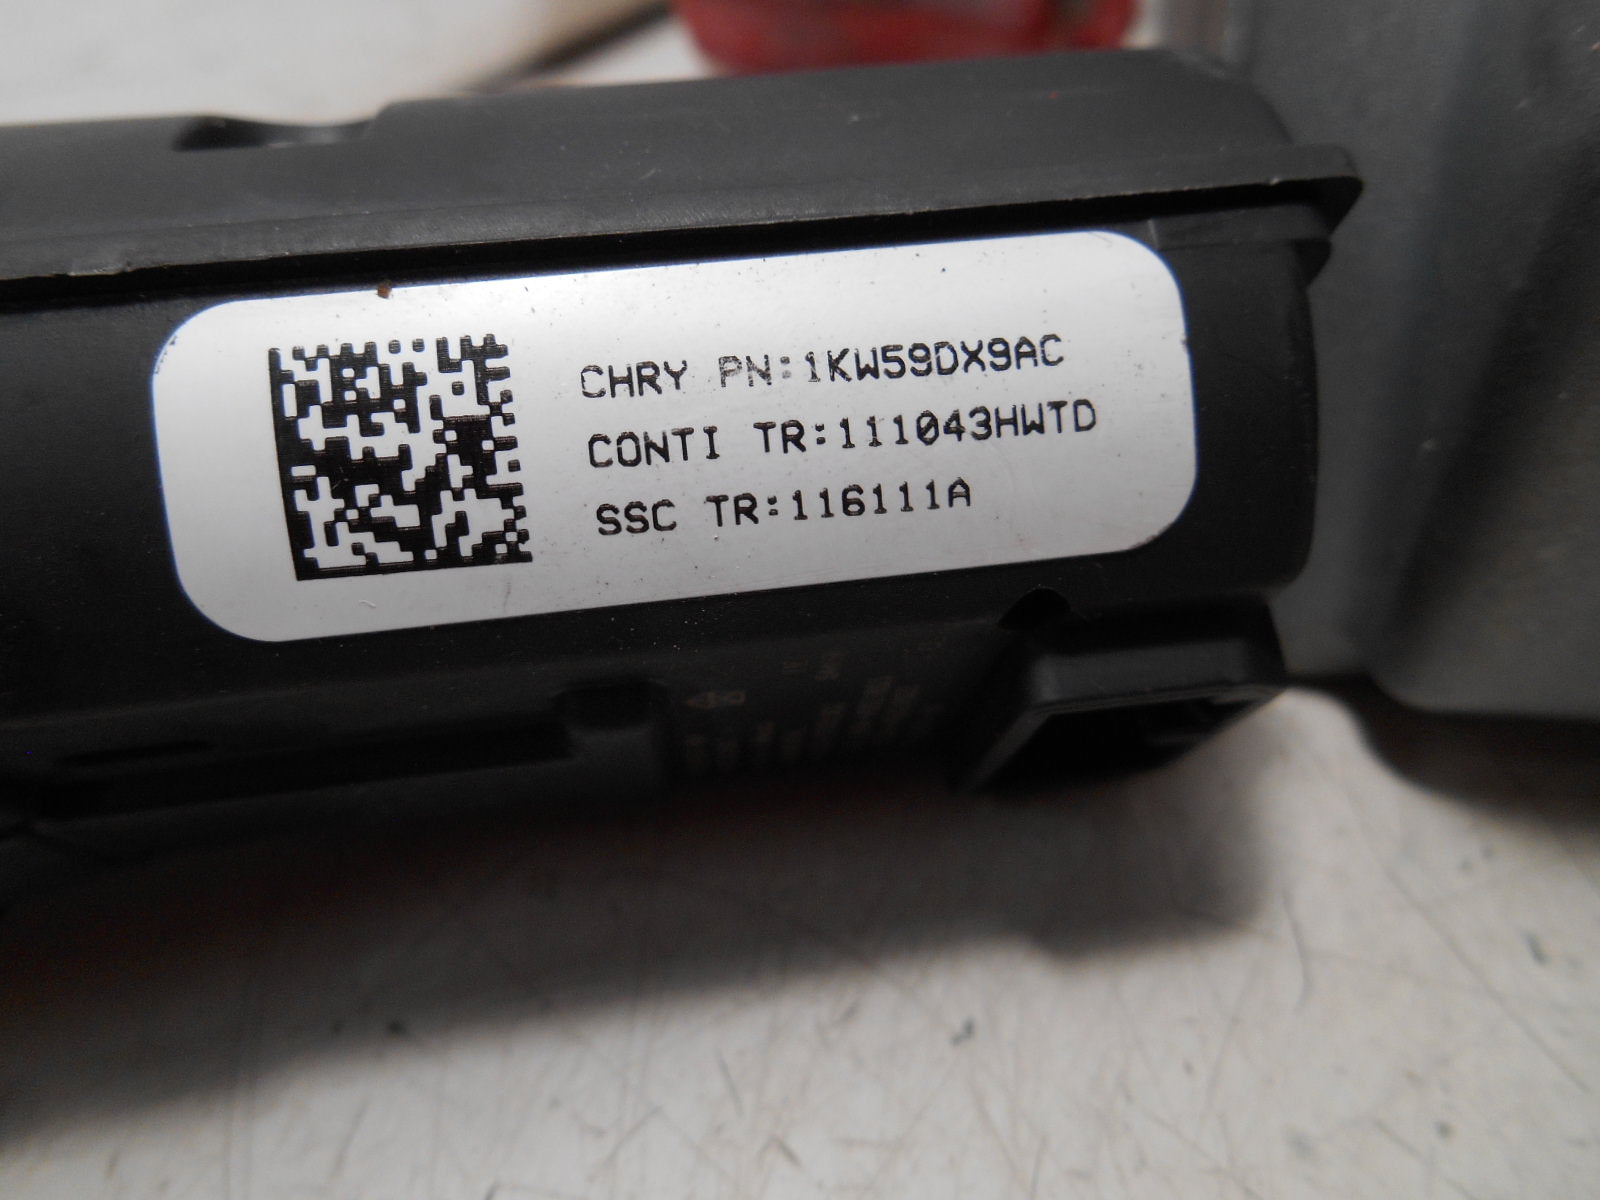 CHRY PN:1KW59DX9AC
CONTI TR:111043HWTD
SSC TR:116111A